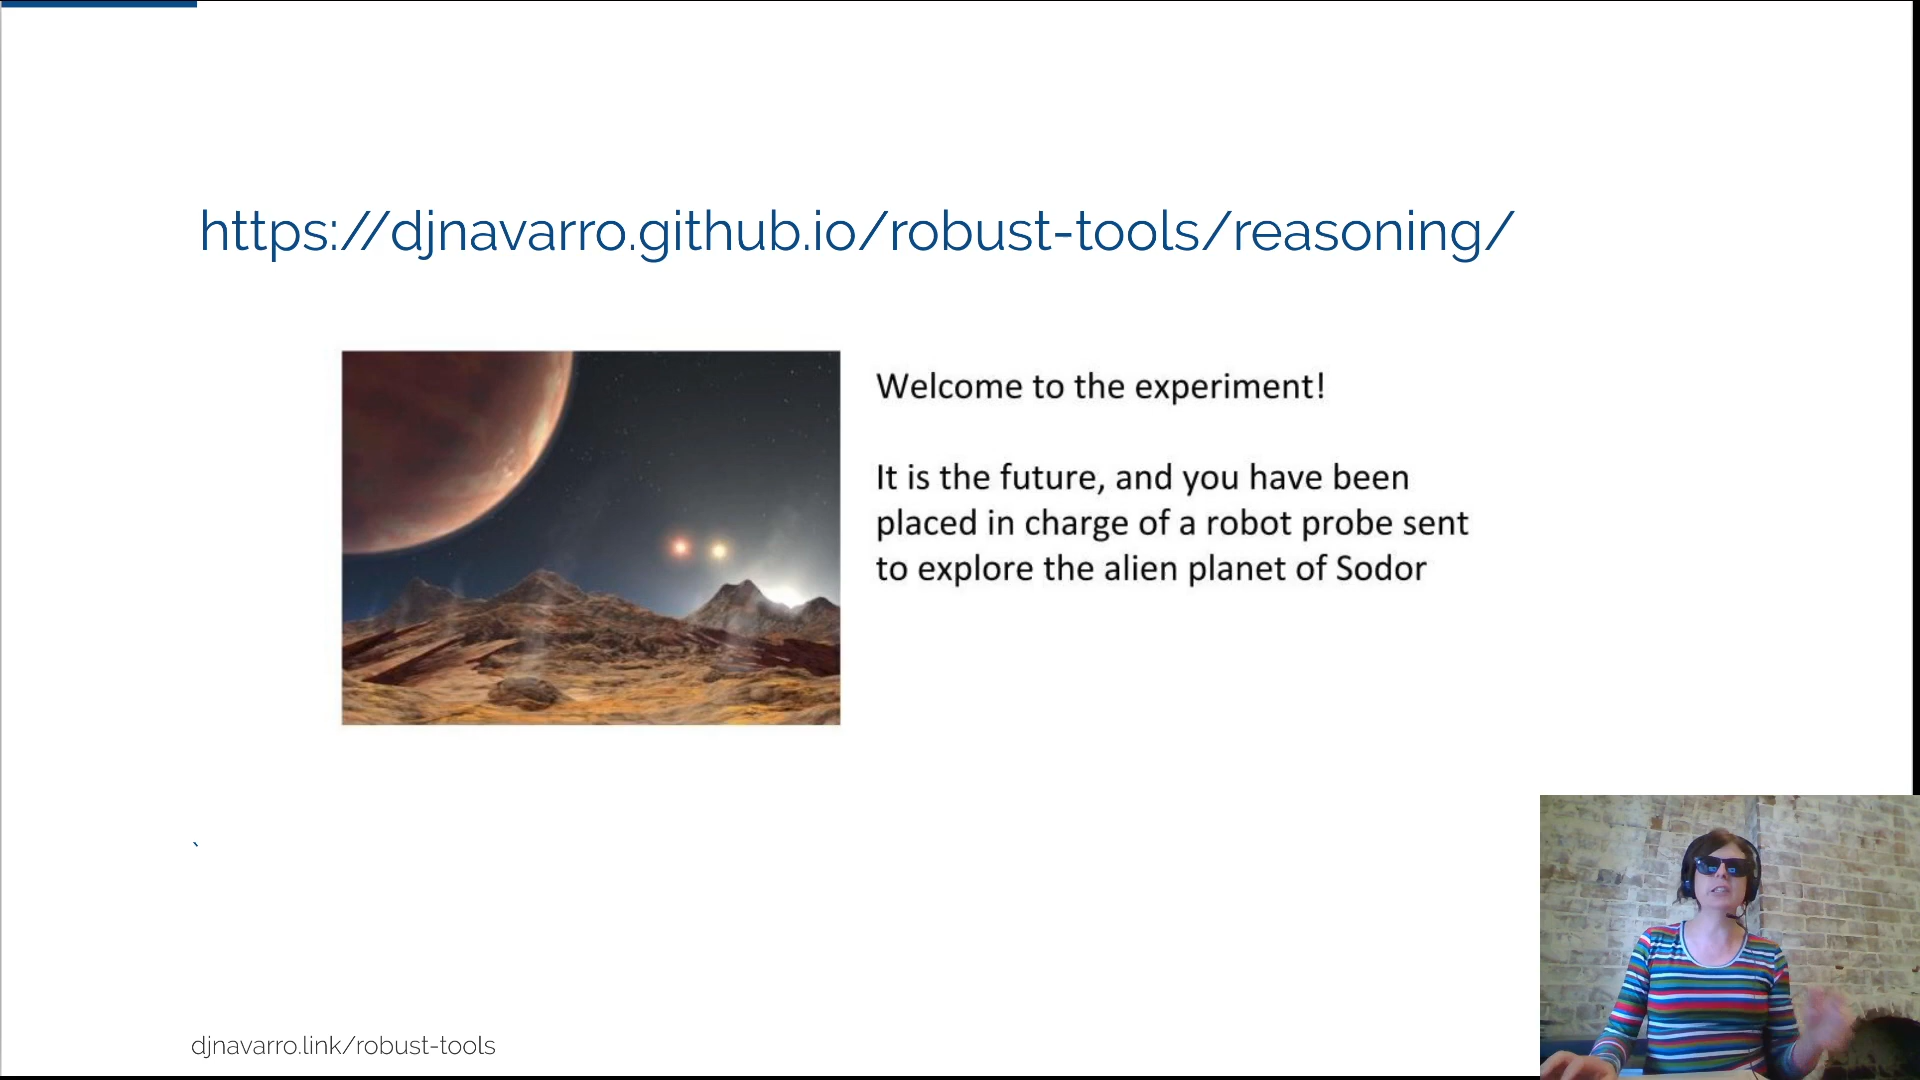 https://djnavarro.github.io/robust-tools/reasoning/
Welcome to the experiment!
It is the future, and you have been
placed in charge of a robot probe sent
to explore the alien planet of Sodor
`
djnavarro.link/robust-tools